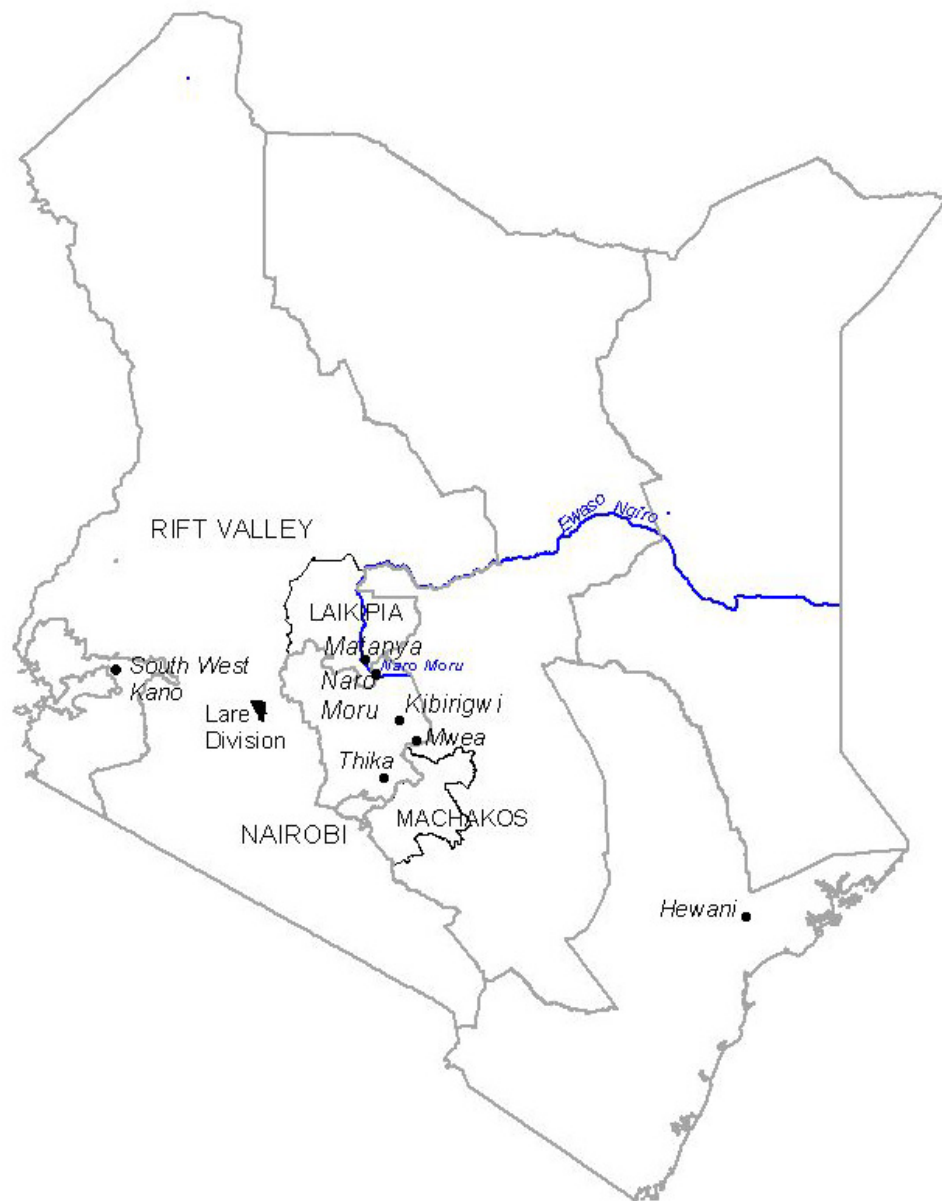 Ewaso Ngiro
RIFT VALLEY
LAIKIPIA
Matanya
Naro Moru
South West
Kano
Naro
Moru
Lare
Division
Kibirigwi
Mwea
Thika
MACHAKOS
NAIROBI
Hewani